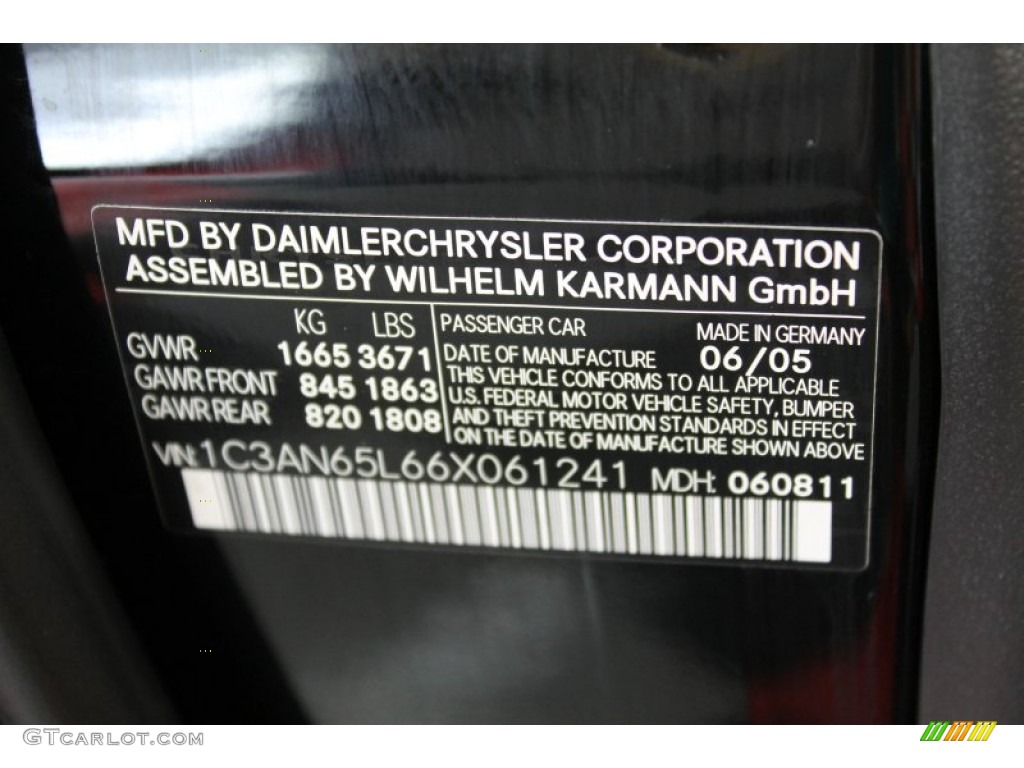 MFD BY DAIMLERCHRYSLER CORPORATION
ASSEMBLED BY WILHELM KARMANN GmbH
KG LBS
GVWR 1665 3671
GAWR FRONT 845 1863
GAWR REAR 820 1808
PASSENGER CAR MADE IN GERMANY
DATE OF MANUFACTURE 06/05
THIS VEHICLE CONFORMS TO ALL APPLICABLE
U.S. FEDERAL MOTOR VEHICLE SAFETY, BUMPER
AND THEFT PREVENTION STANDARDS IN EFFECT
ON THE DATE OF MANUFACTURE SHOWN ABOVE
VIN: 1C3AN65L66X061241 MDH: 060811
GTCARLOT.COM